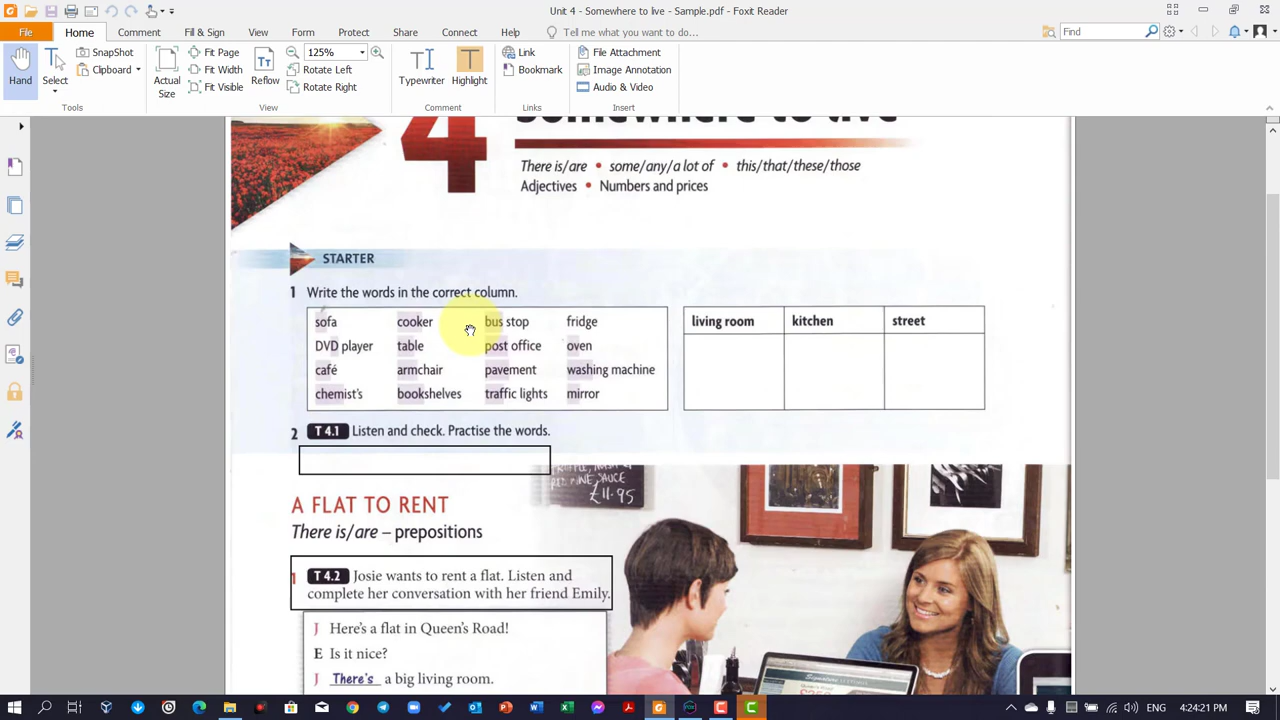 Unit 4 - Somewhere to live - Sample.pdf - Foxit Reader
File Home Comment Fill & Sign View Form Protect Share Connect Help Tell me what you want to do... Find
SnapShot Fit Page 125% Link File Attachment
Clipboard Fit Width Rotate Left Bookmark Image Annotation
Hand Select Actual Size Fit Visible Reflow Rotate Right Typewriter Highlight Audio & Video
Tools View Comment Links Insert
4 Somewhere to live
There is/are • some/any/a lot of • this/that/these/those
Adjectives • Numbers and prices
STARTER
1 Write the words in the correct column.
sofa cooker bus stop fridge
DVD player table post office oven
café armchair pavement washing machine
chemist's bookshelves traffic lights mirror
living room kitchen street
2 T 4.1 Listen and check. Practise the words.
£11.95
A FLAT TO RENT
There is/are – prepositions
1 T 4.2 Josie wants to rent a flat. Listen and
complete her conversation with her friend Emily.
J Here's a flat in Queen's Road!
E Is it nice?
J There's a big living room.
ENG 4:24:21 PM